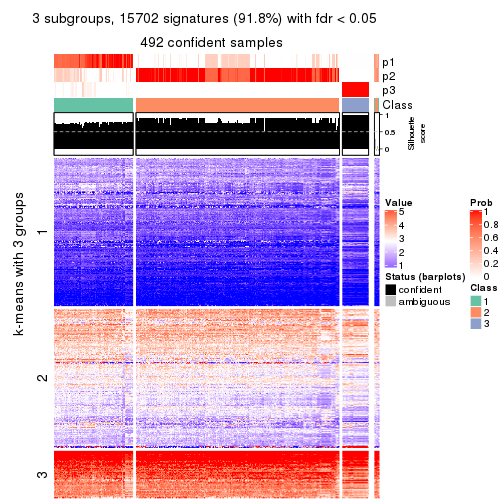 3 subgroups, 15702 signatures (91.8%) with fdr < 0.05
492 confident samples
p1
p2
p3
Class
1
0.5
0
Silhouette
score
k-means with 3 groups
1
2
3
Value
5
4
3
2
1
Status (barplots)
confident
ambiguous
Prob
1
0.8
0.6
0.4
0.2
0
Class
1
2
3